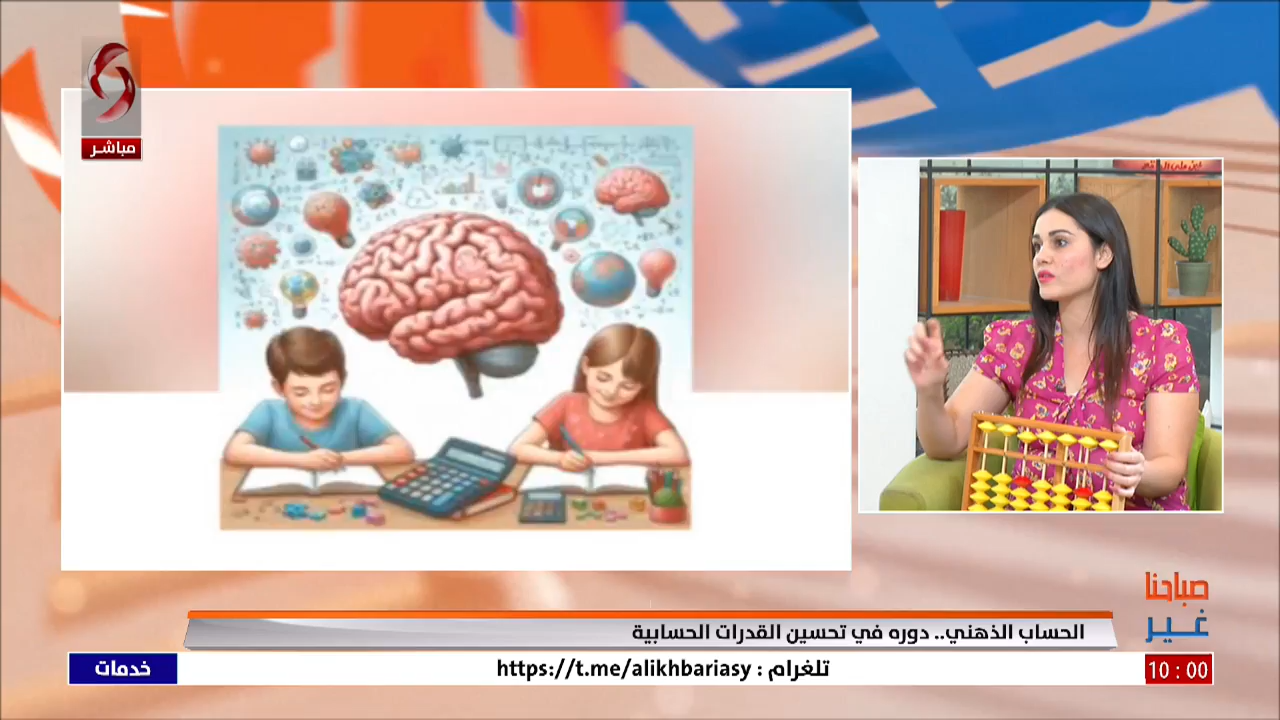 مباشر
صباحنا
غير
الحساب الذهني.. دوره في تحسين القدرات الحسابية
خدمات
تلغرام : https://t.me/alikhbariasy
10:00